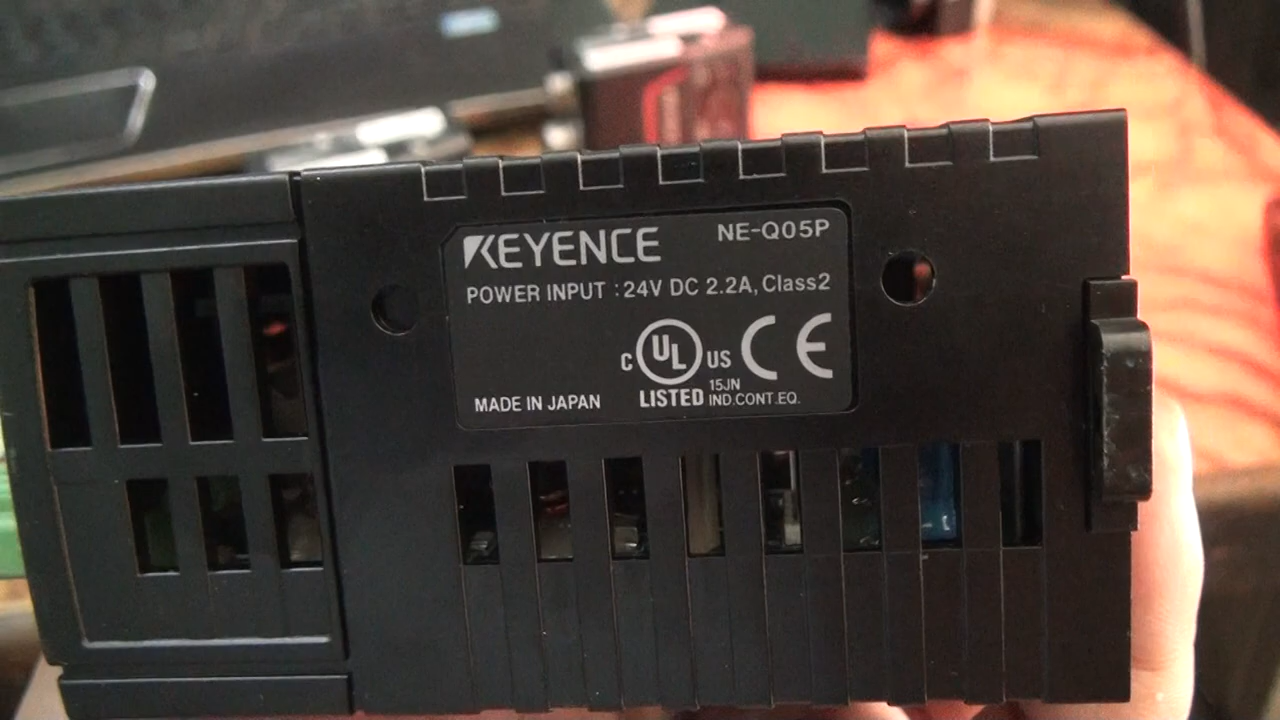 KEYENCE NE-Q05P
POWER INPUT : 24V DC 2.2A, Class2
C UL US CE
LISTED 15JN
IND.CONT.EQ.
MADE IN JAPAN